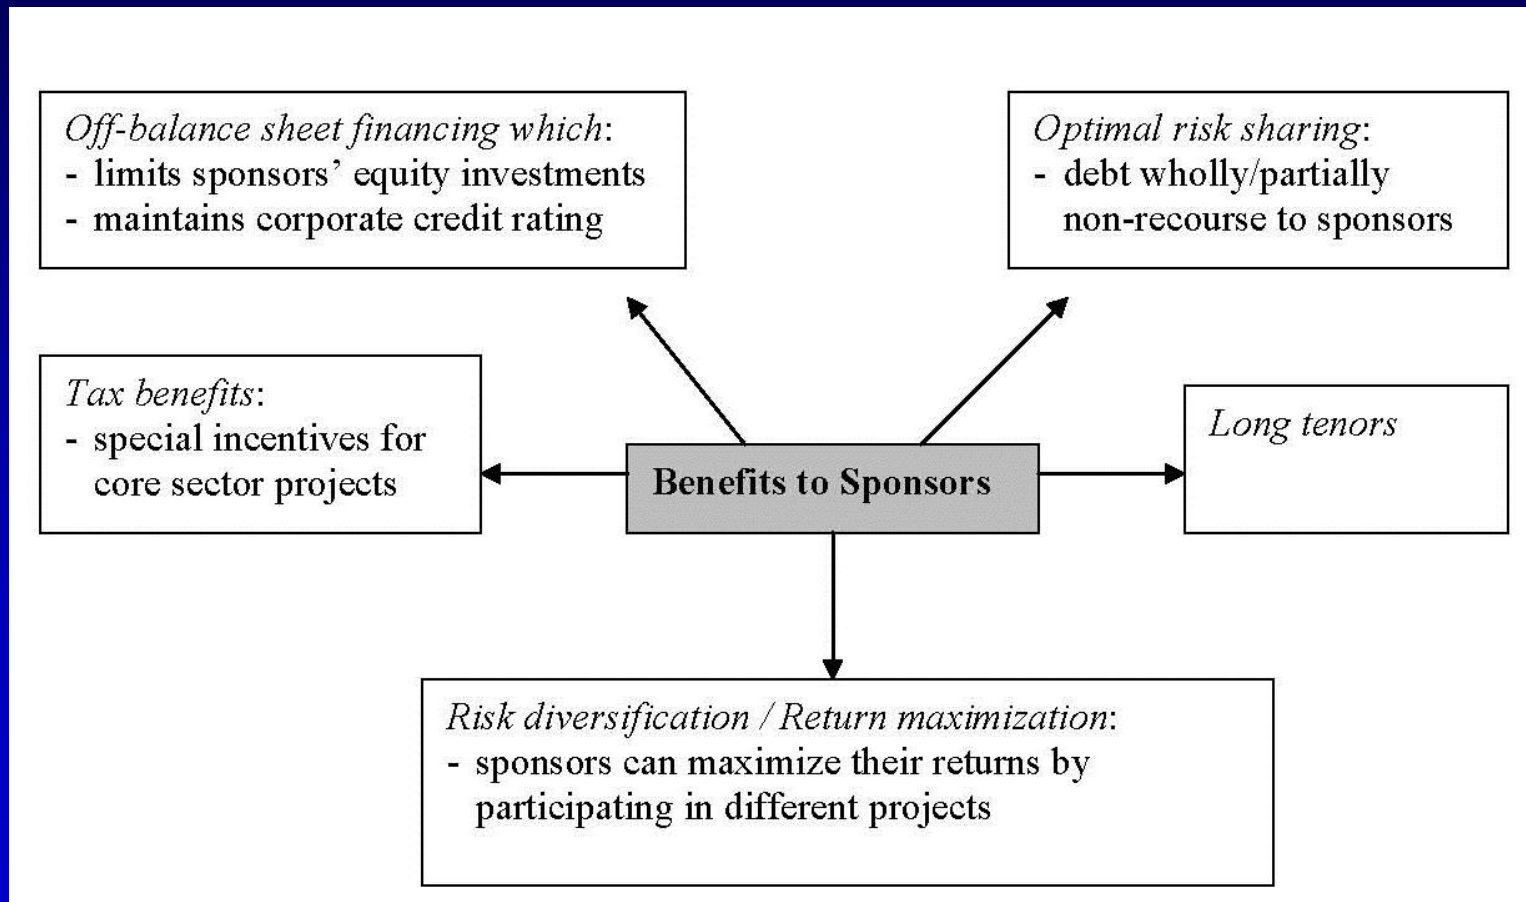 Off-balance sheet financing which:
- limits sponsors’ equity investments
- maintains corporate credit rating
Optimal risk sharing:
- debt wholly/partially
non-recourse to sponsors
Tax benefits:
- special incentives for
core sector projects
Benefits to Sponsors
Long tenors
Risk diversification / Return maximization:
- sponsors can maximize their returns by
participating in different projects